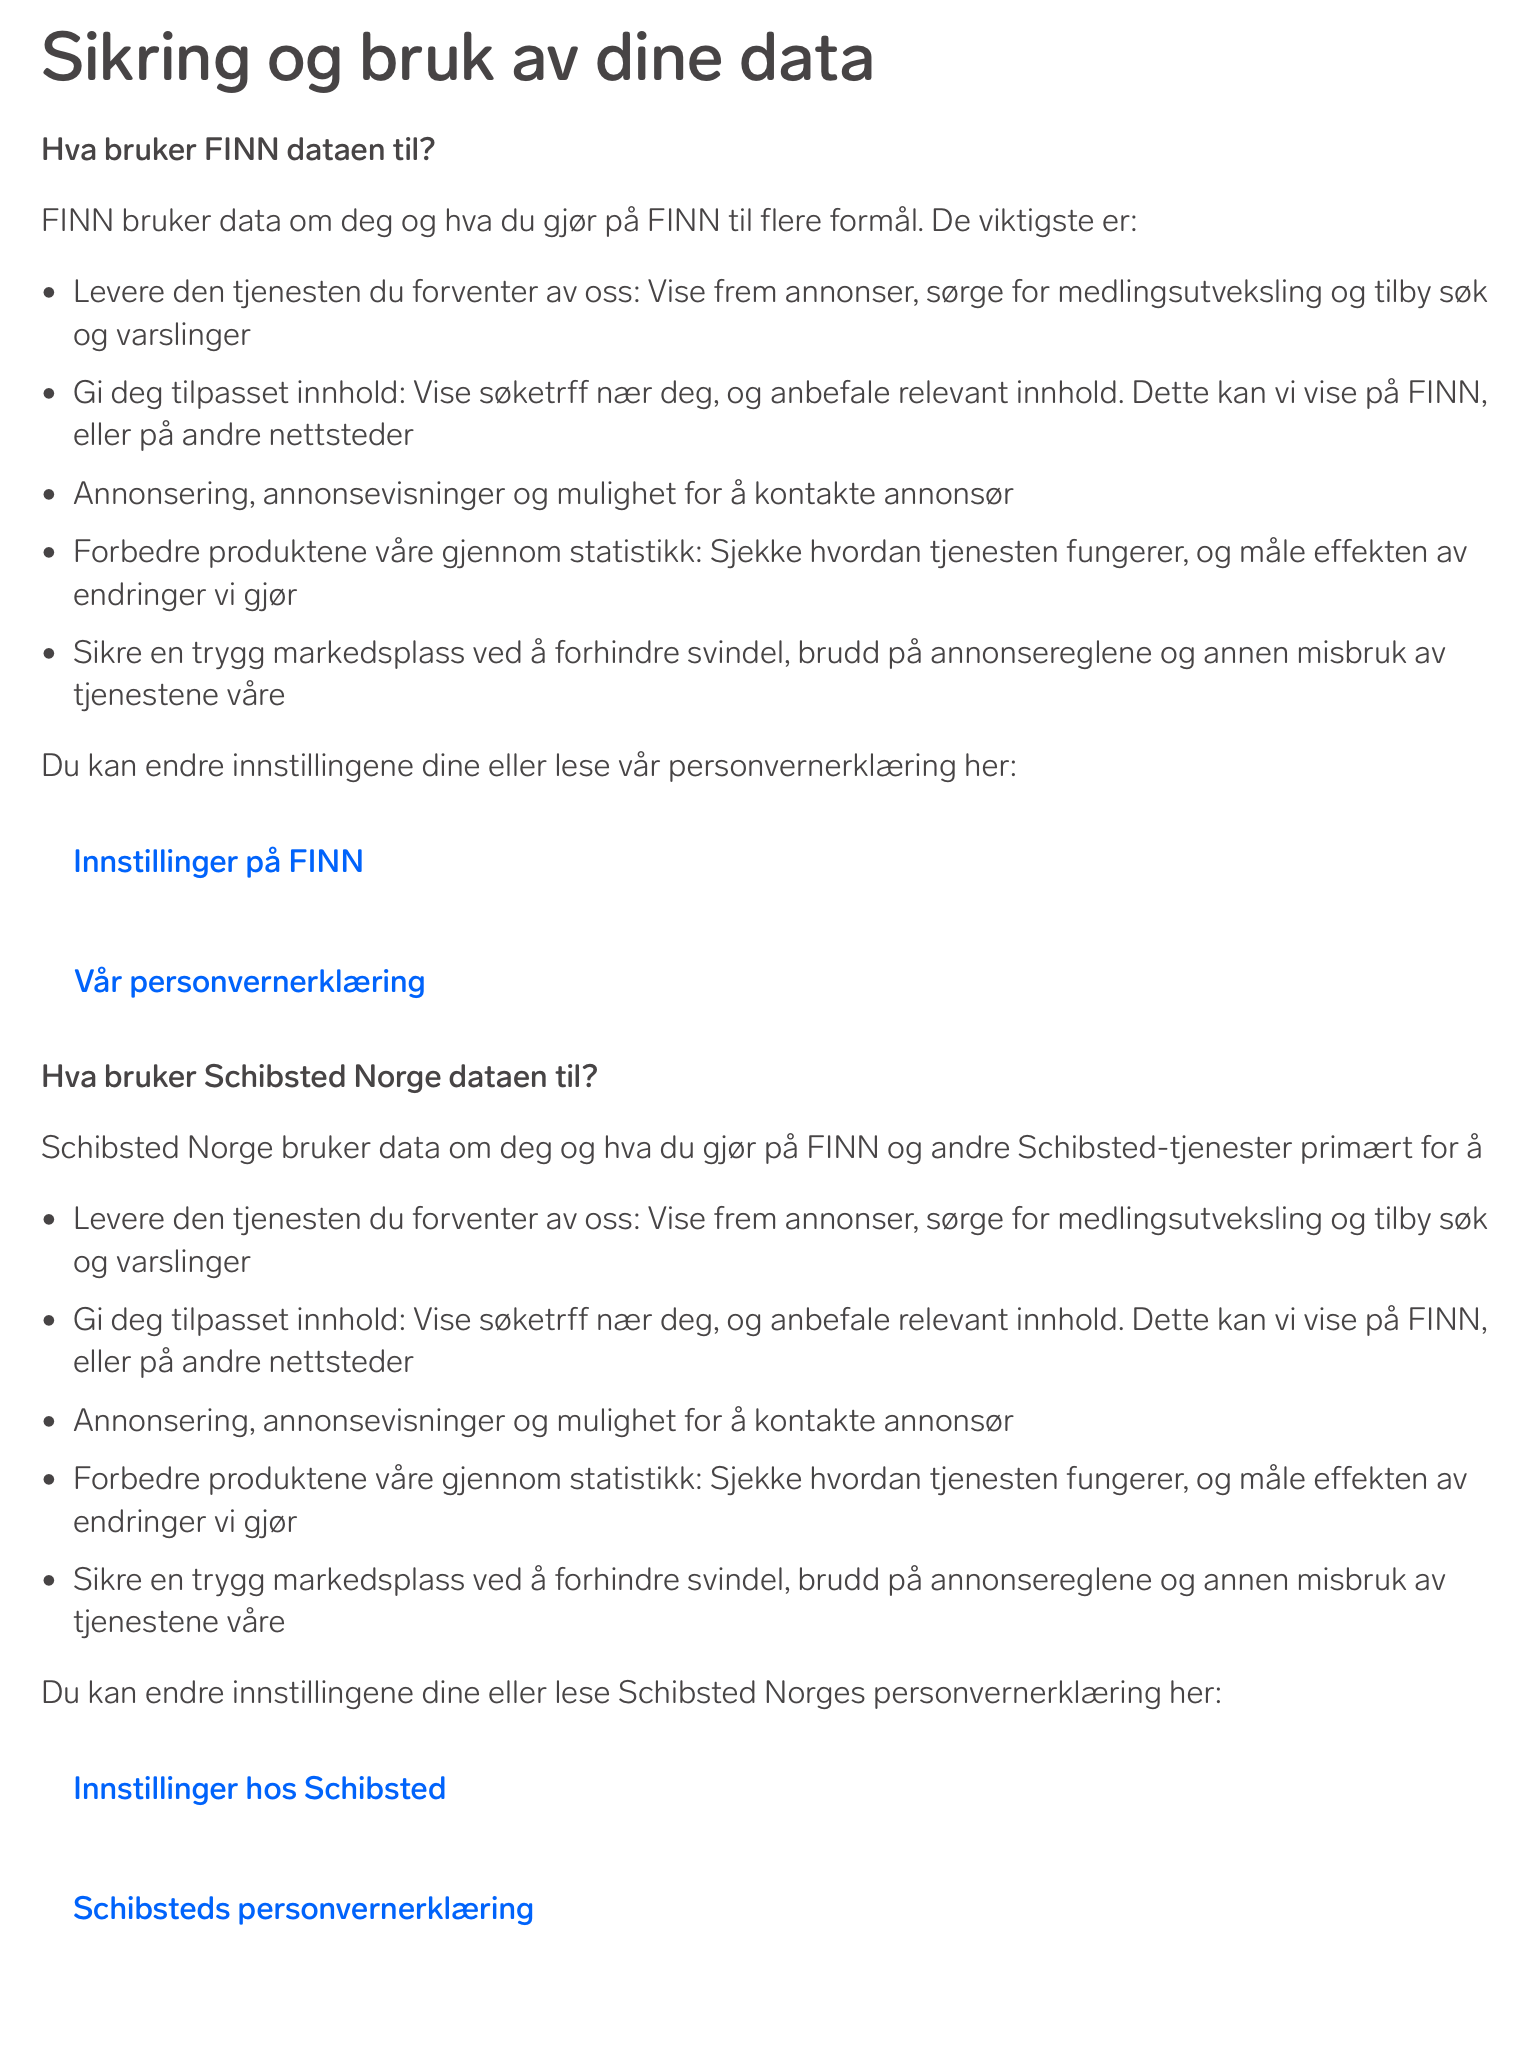 Sikring og bruk av dine data
Hva bruker FINN dataen til?
FINN bruker data om deg og hva du gjør på FINN til flere formål. De viktigste er:
• Levere den tjenesten du forventer av oss: Vise frem annonser, sørge for medlingsutveksling og tilby søk
og varslinger
• Gi deg tilpasset innhold: Vise søketrff nær deg, og anbefale relevant innhold. Dette kan vi vise på FINN,
eller på andre nettsteder
• Annonsering, annonsevisninger og mulighet for å kontakte annonsør
• Forbedre produktene våre gjennom statistikk: Sjekke hvordan tjenesten fungerer, og måle effekten av
endringer vi gjør
• Sikre en trygg markedsplass ved å forhindre svindel, brudd på annonsereglene og annen misbruk av
tjenestene våre
Du kan endre innstillingene dine eller lese vår personvernerklæring her:
Innstillinger på FINN
Vår personvernerklæring
Hva bruker Schibsted Norge dataen til?
Schibsted Norge bruker data om deg og hva du gjør på FINN og andre Schibsted-tjenester primært for å
• Levere den tjenesten du forventer av oss: Vise frem annonser, sørge for medlingsutveksling og tilby søk
og varslinger
• Gi deg tilpasset innhold: Vise søketrff nær deg, og anbefale relevant innhold. Dette kan vi vise på FINN,
eller på andre nettsteder
• Annonsering, annonsevisninger og mulighet for å kontakte annonsør
• Forbedre produktene våre gjennom statistikk: Sjekke hvordan tjenesten fungerer, og måle effekten av
endringer vi gjør
• Sikre en trygg markedsplass ved å forhindre svindel, brudd på annonsereglene og annen misbruk av
tjenestene våre
Du kan endre innstillingene dine eller lese Schibsted Norges personvernerklæring her:
Innstillinger hos Schibsted
Schibsteds personvernerklæring